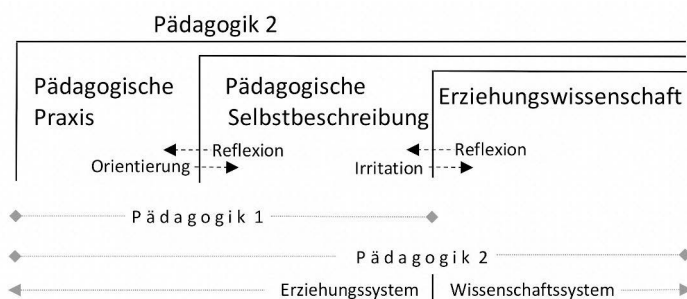 Pädagogik 2
Pädagogische
Praxis
Pädagogische
Selbstbeschreibung
Erziehungswissenschaft
Reflexion
Orientierung
Reflexion
Irritation
Pädagogik 1
Pädagogik 2
Erziehungssystem
Wissenschaftssystem